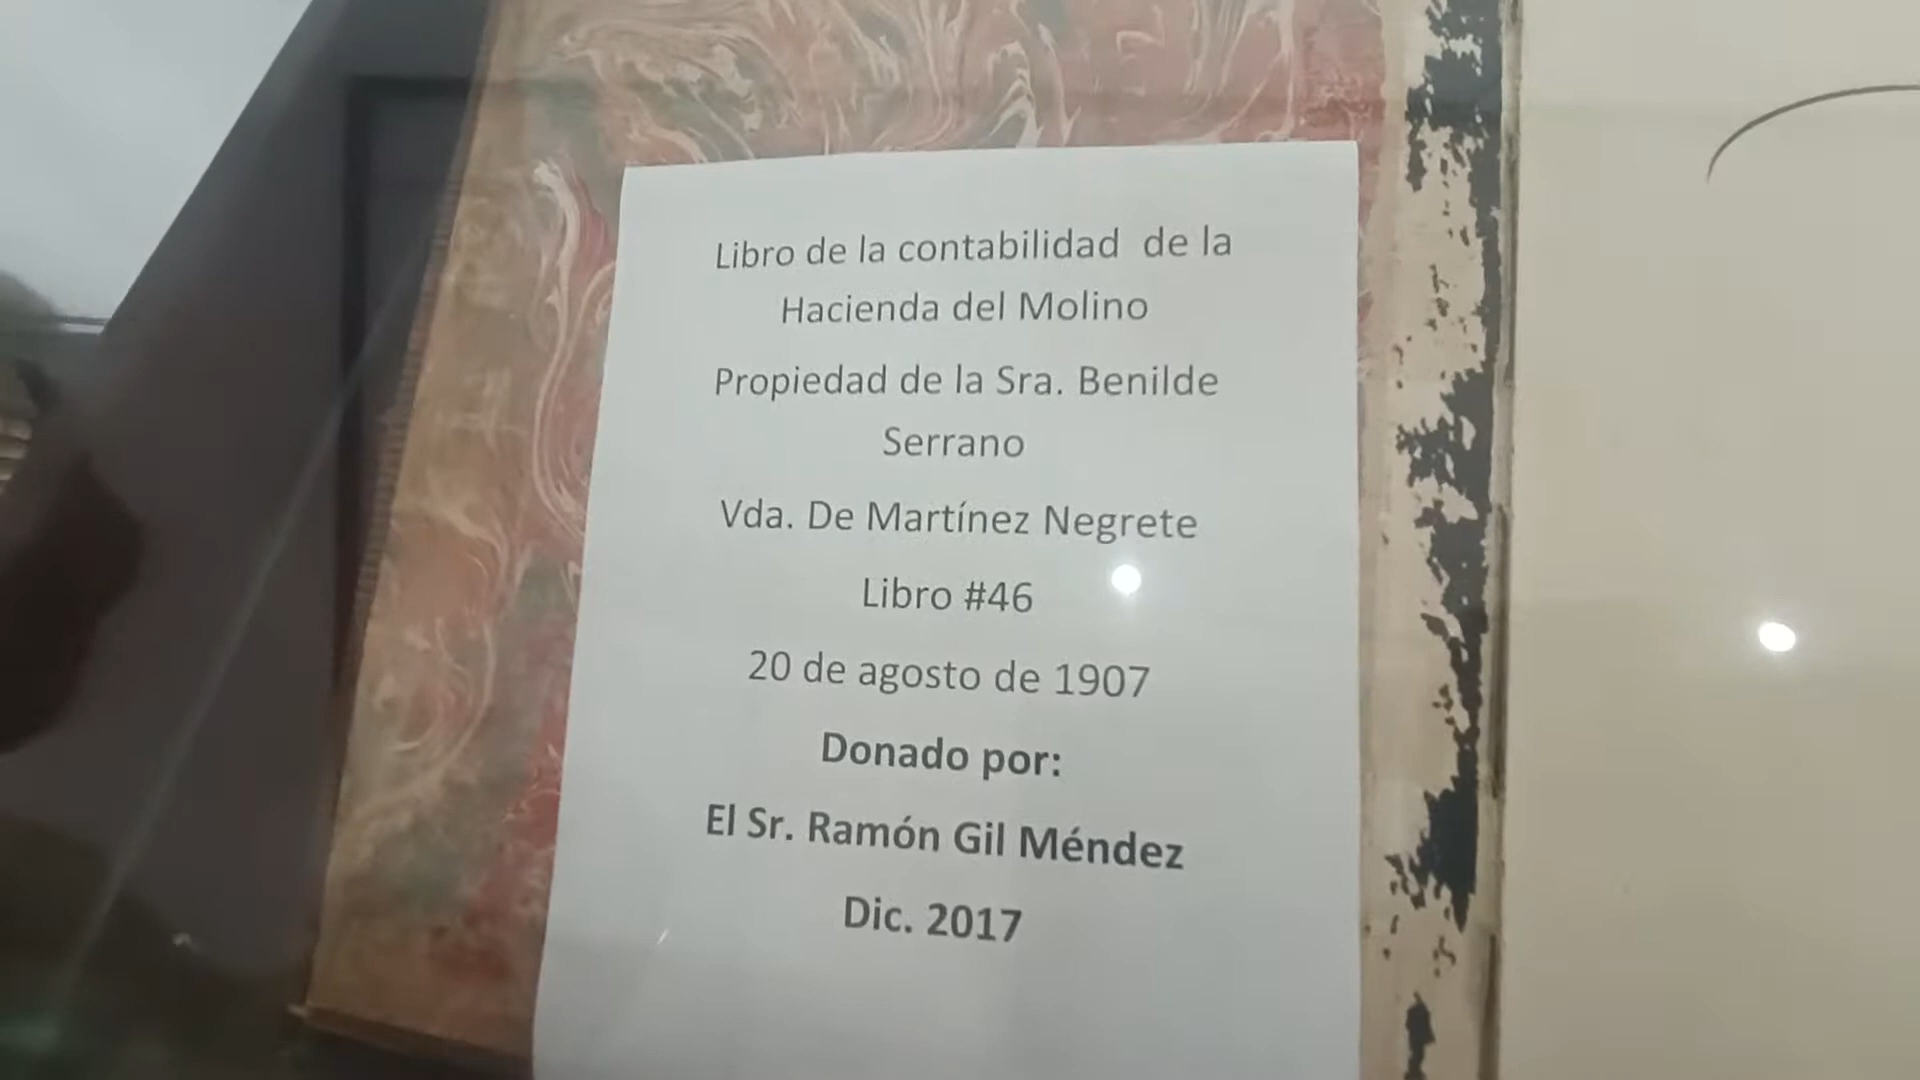 Libro de la contabilidad de la
Hacienda del Molino
Propiedad de la Sra. Benilde
Serrano
Vda. De Martínez Negrete
Libro #46
20 de agosto de 1907
Donado por:
El Sr. Ramón Gil Méndez
Dic. 2017